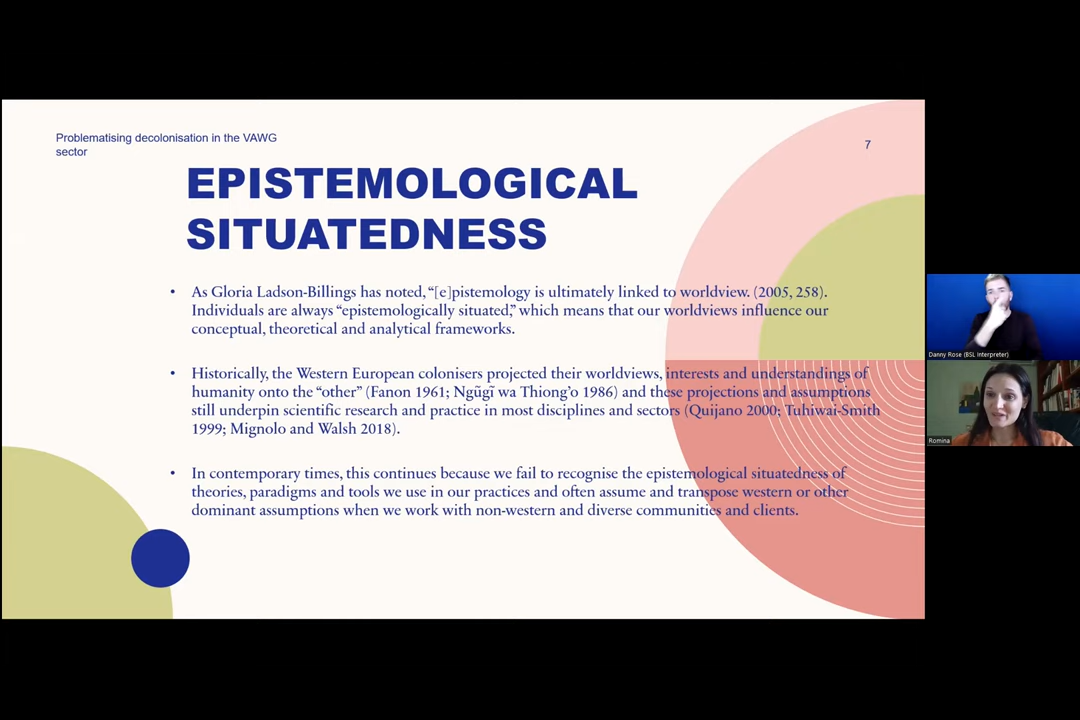 Problematising decolonisation in the VAWG
sector
7
EPISTEMOLOGICAL
SITUATEDNESS
• As Gloria Ladson-Billings has noted, “[e]pistemology is ultimately linked to worldview. (2005, 258).
Individuals are always “epistemologically situated,” which means that our worldviews influence our
conceptual, theoretical and analytical frameworks.
• Historically, the Western European colonisers projected their worldviews, interests and understandings of
humanity onto the “other” (Fanon 1961; Ngũgĩ wa Thiong’o 1986) and these projections and assumptions
still underpin scientific research and practice in most disciplines and sectors (Quijano 2000; Tuhiwai-Smith
1999; Mignolo and Walsh 2018).
• In contemporary times, this continues because we fail to recognise the epistemological situatedness of
theories, paradigms and tools we use in our practices and often assume and transpose western or other
dominant assumptions when we work with non-western and diverse communities and clients.
Danny Rose (BSL Interpreter)
Romina